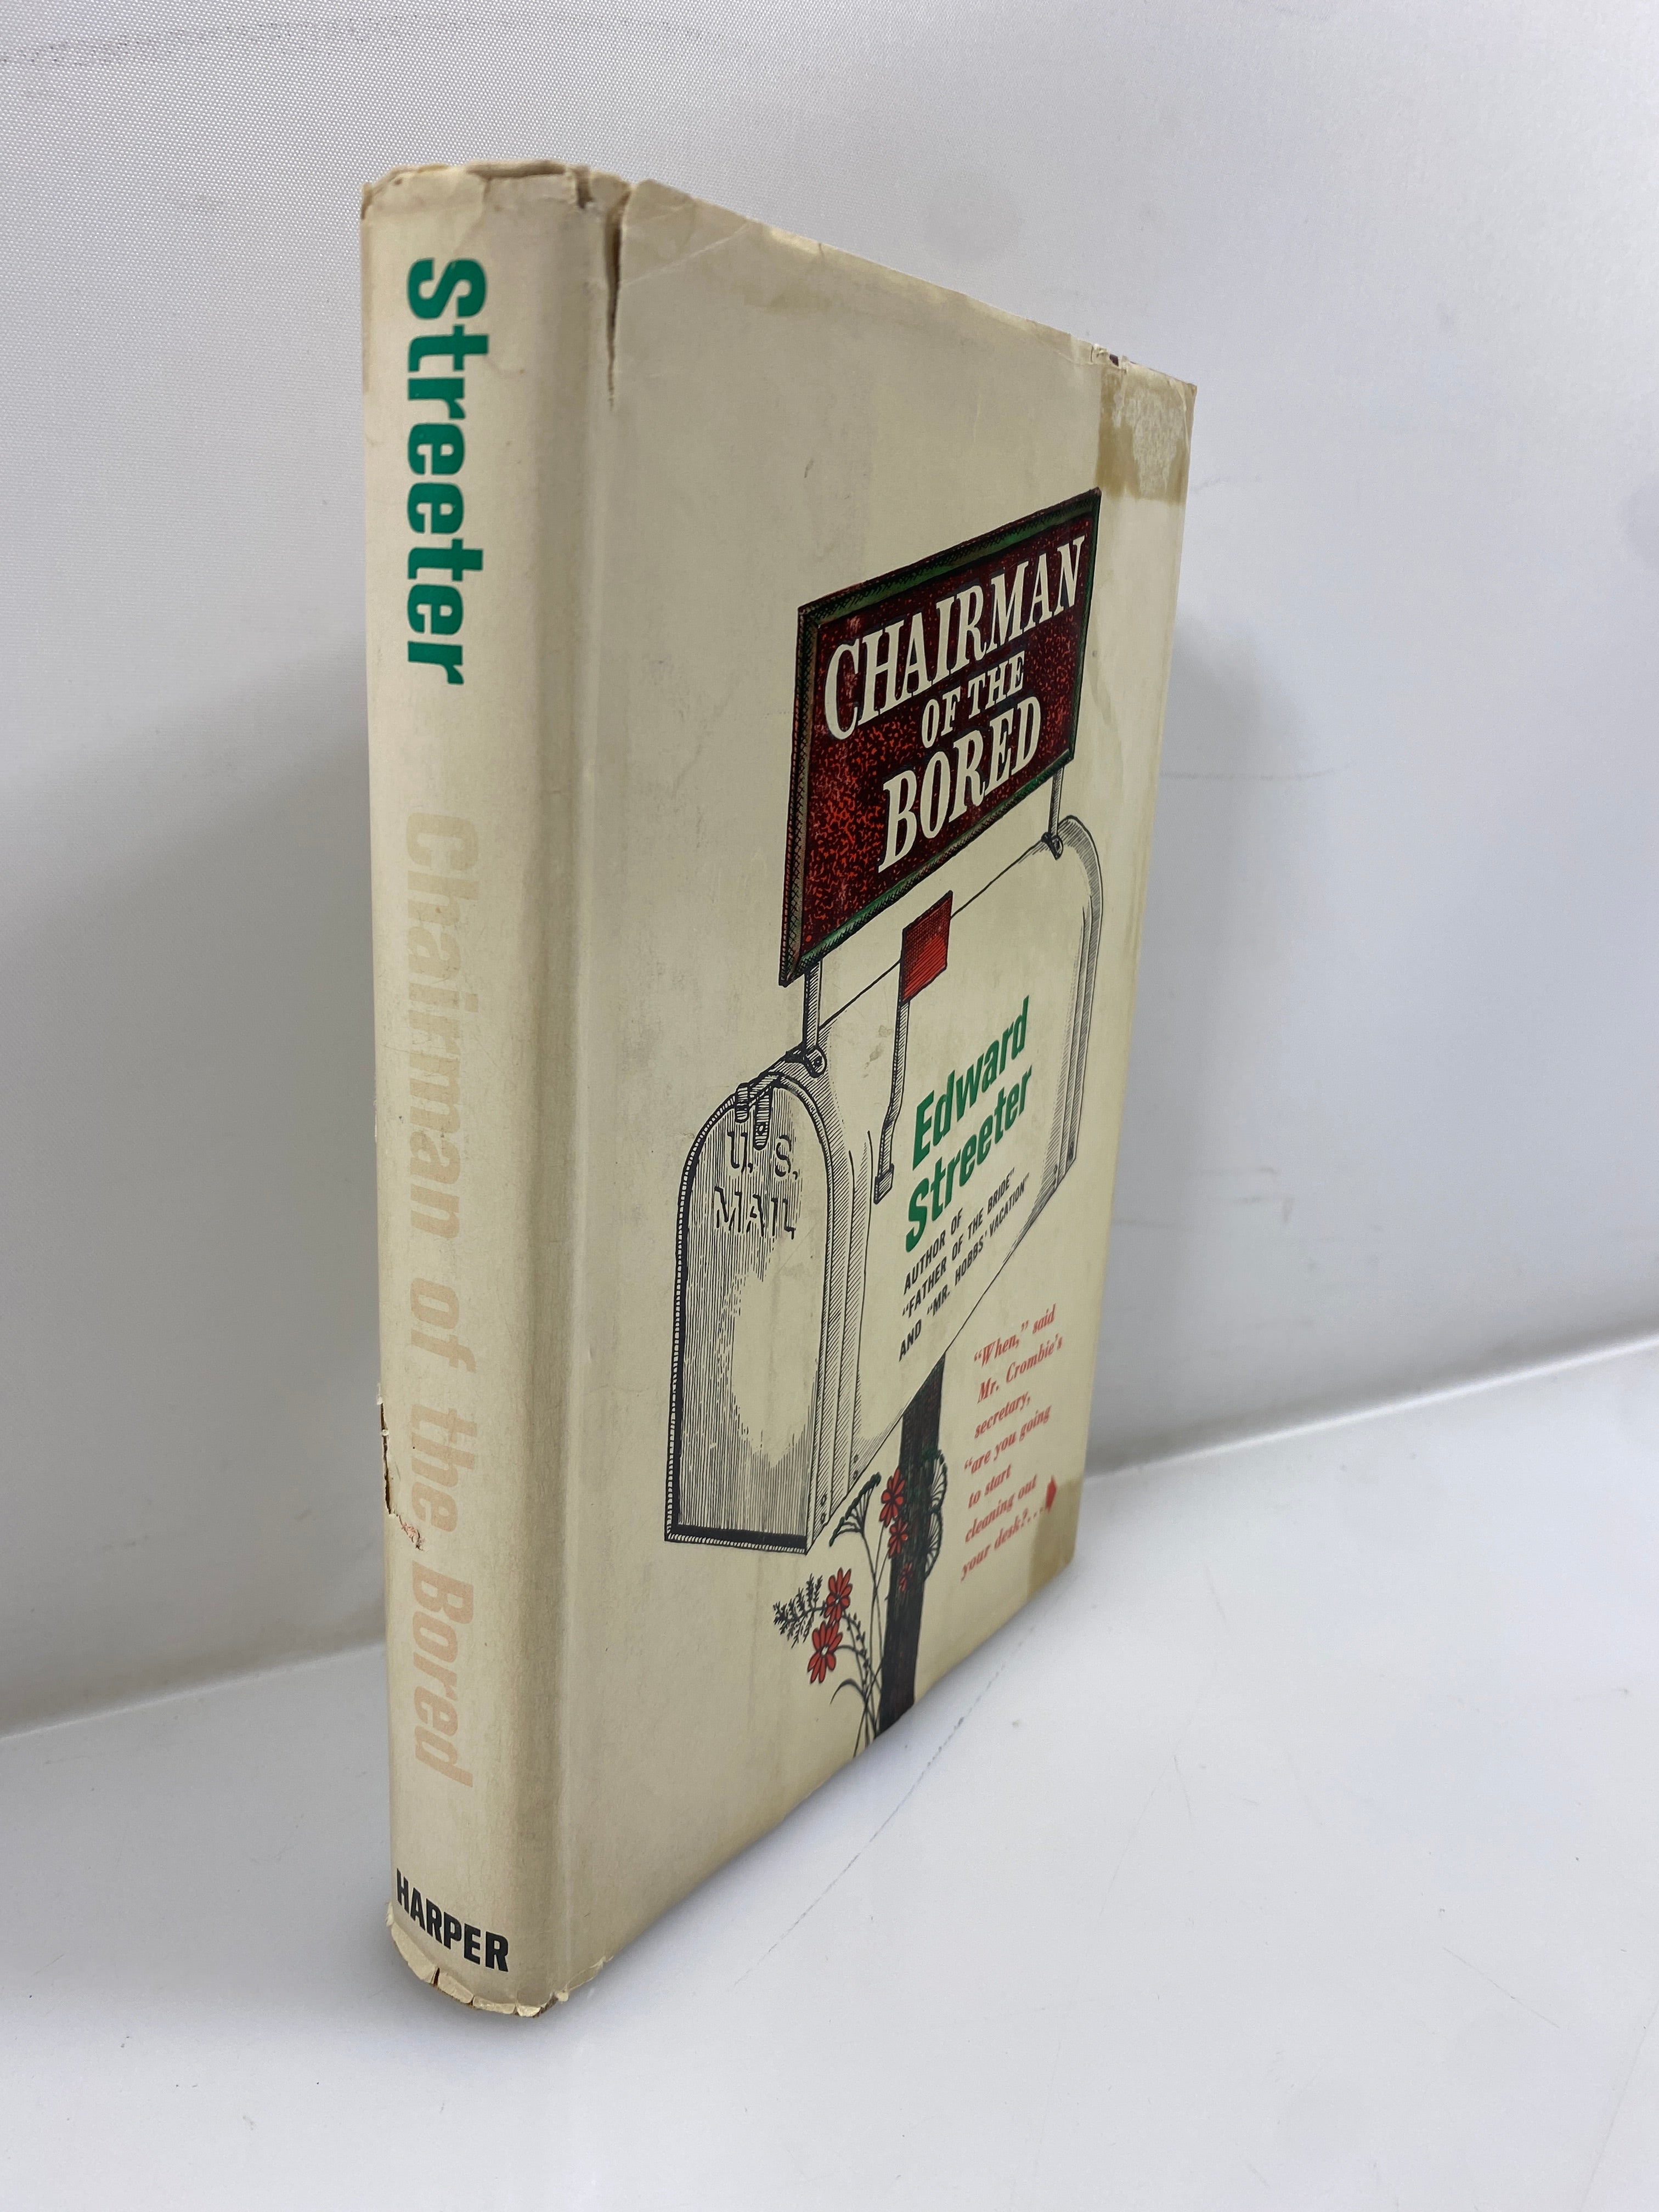 Streeter
Chairman of the Bored
HARPER
CHAIRMAN
OF THE
BORED
U. S.
MAIL
Edward
Streeter
AUTHOR OF
"FATHER OF THE BRIDE"
AND "MR. HOBBS' VACATION"
"When," said
Mr. Crombie's
secretary,
"are you going
to start
cleaning out
your desk?...